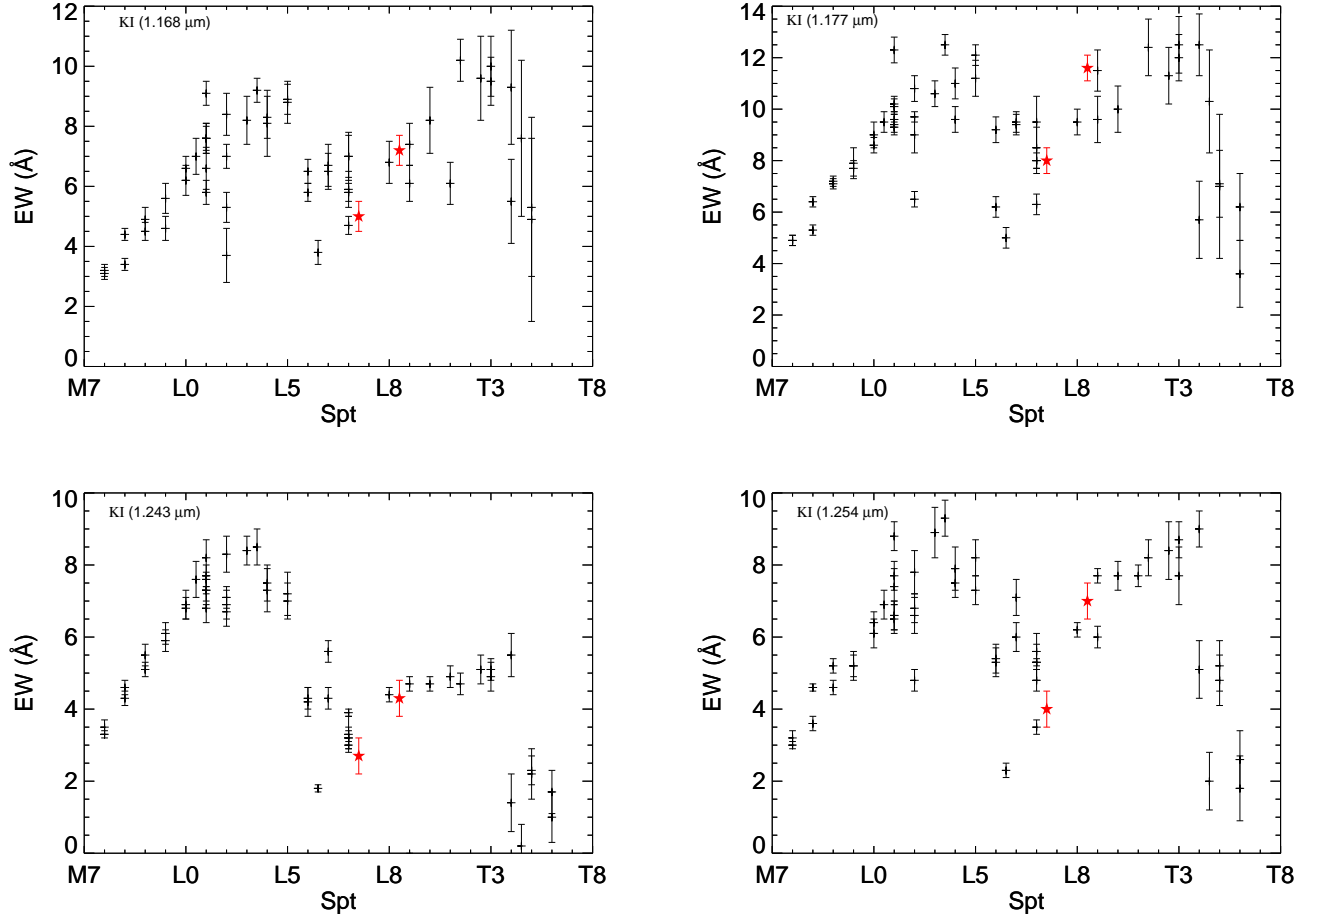 KI (1.168 μm)
12
10
8
6
4
2
0
EW (Å)
M7 L0 L5 L8 T3 T8
Spt
KI (1.177 μm)
14
12
10
8
6
4
2
0
EW (Å)
M7 L0 L5 L8 T3 T8
Spt
KI (1.243 μm)
10
8
6
4
2
0
EW (Å)
M7 L0 L5 L8 T3 T8
Spt
KI (1.254 μm)
10
8
6
4
2
0
EW (Å)
M7 L0 L5 L8 T3 T8
Spt